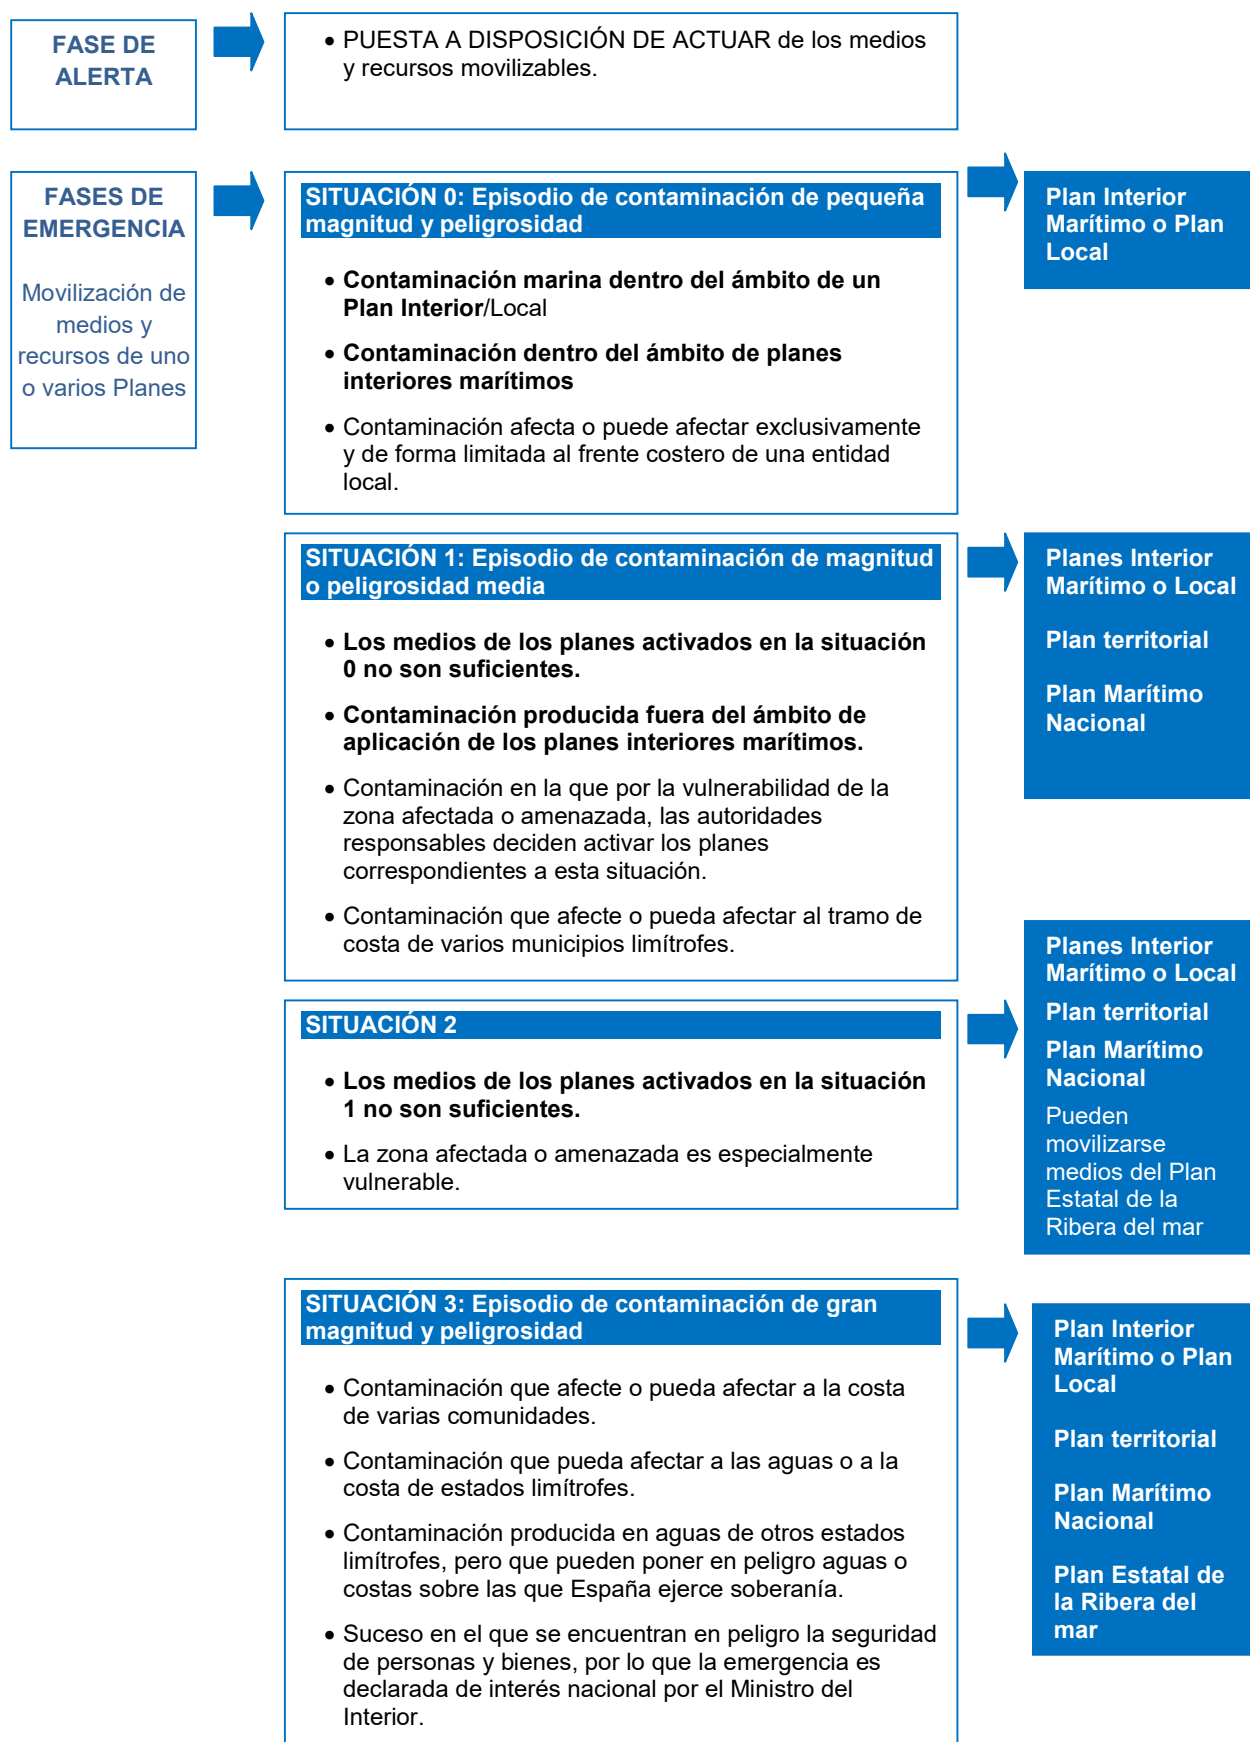 FASE DE
ALERTA
• PUESTA A DISPOSICIÓN DE ACTUAR de los medios
y recursos movilizables.
FASES DE
EMERGENCIA
Movilización de
medios y
recursos de uno
o varios Planes
SITUACIÓN 0: Episodio de contaminación de pequeña
magnitud y peligrosidad
• Contaminación marina dentro del ámbito de un
Plan Interior/Local
• Contaminación dentro del ámbito de planes
interiores marítimos
• Contaminación afecta o puede afectar exclusivamente
y de forma limitada al frente costero de una entidad
local.
Plan Interior
Marítimo o Plan
Local
SITUACIÓN 1: Episodio de contaminación de magnitud
o peligrosidad media
• Los medios de los planes activados en la situación
0 no son suficientes.
• Contaminación producida fuera del ámbito de
aplicación de los planes interiores marítimos.
• Contaminación en la que por la vulnerabilidad de la
zona afectada o amenazada, las autoridades
responsables deciden activar los planes
correspondientes a esta situación.
• Contaminación que afecte o pueda afectar al tramo de
costa de varios municipios limítrofes.
Planes Interior
Marítimo o Local
Plan territorial
Plan Marítimo
Nacional
SITUACIÓN 2
• Los medios de los planes activados en la situación
1 no son suficientes.
• La zona afectada o amenazada es especialmente
vulnerable.
Planes Interior
Marítimo o Local
Plan territorial
Plan Marítimo
Nacional
Pueden
movilizarse
medios del Plan
Estatal de la
Ribera del mar
SITUACIÓN 3: Episodio de contaminación de gran
magnitud y peligrosidad
• Contaminación que afecte o pueda afectar a la costa
de varias comunidades.
• Contaminación que pueda afectar a las aguas o a la
costa de estados limítrofes.
• Contaminación producida en aguas de otros estados
limítrofes, pero que pueden poner en peligro aguas o
costas sobre las que España ejerce soberanía.
• Suceso en el que se encuentran en peligro la seguridad
de personas y bienes, por lo que la emergencia es
declarada de interés nacional por el Ministro del
Interior.
Plan Interior
Marítimo o Plan
Local
Plan territorial
Plan Marítimo
Nacional
Plan Estatal de
la Ribera del
mar